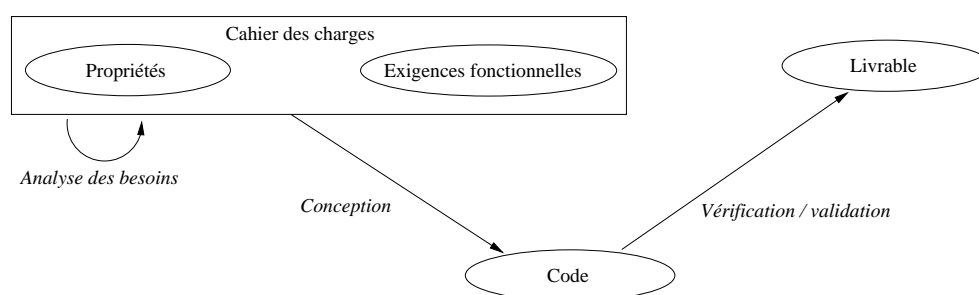 Cahier des charges
Propriétés
Exigences fonctionnelles
Livrable
Analyse des besoins
Conception
Vérification / validation
Code